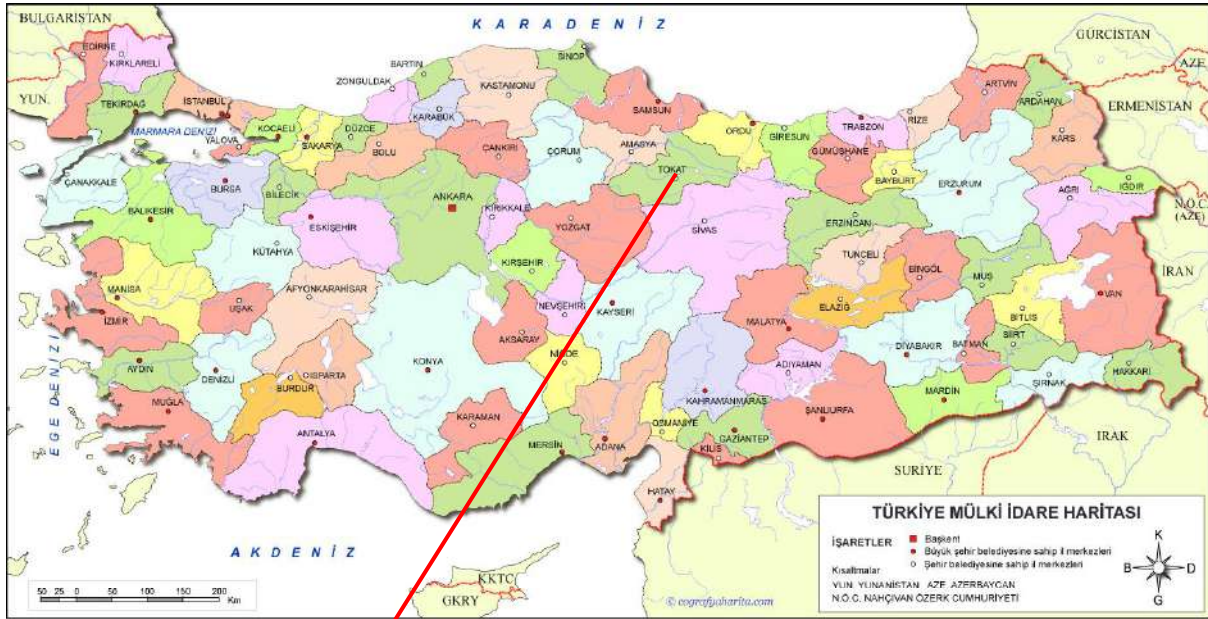 BULGARİSTAN
K A R A D E N İ Z
GÜRCİSTAN
AZE
ERMENİSTAN
YUN.
EDİRNE
KIRKLARELİ
TEKİRDAĞ
İSTANBUL
MARMARA DENİZİ
YALOVA
KOCAELİ
SAKARYA
DÜZCE
BOLU
ZONGULDAK
BARTIN
KARABÜK
KASTAMONU
SİNOP
ÇANKIRI
ÇORUM
SAMSUN
AMASYA
TOKAT
ORDU
GİRESUN
TRABZON
GÜMÜŞHANE
RİZE
BAYBURT
ARTVİN
ARDAHAN
KARS
IĞDIR
AĞRI
ERZURUM
N.Ö.C.
(AZE)
İRAN
ÇANAKKALE
BALIKESİR
BURSA
BİLECİK
ESKİŞEHİR
KÜTAHYA
ANKARA
KIRIKKALE
KIRŞEHİR
YOZGAT
SİVAS
ERZİNCAN
TUNCELİ
BİNGÖL
MUŞ
VAN
BİTLİS
ELAZIĞ
MALATYA
KAYSERİ
NEVŞEHİR
AKSARAY
NİĞDE
KONYA
AFYONKARAHİSAR
UŞAK
MANİSA
İZMİR
AYDIN
DENİZLİ
BURDUR
ISPARTA
MUĞLA
ANTALYA
KARAMAN
MERSİN
ADANA
OSMANİYE
KAHRAMANMARAŞ
GAZİANTEP
KİLİS
HATAY
ADIYAMAN
ŞANLIURFA
DİYABAKIR
BATMAN
SİİRT
MARDİN
ŞIRNAK
HAKKARİ
IRAK
SURİYE
E G E D E N İ Z İ
A K D E N İ Z
KKTC
GKRY
50 25 0 50 100 150 200
Km
© cografyaharita.com
TÜRKİYE MÜLKİ İDARE HARİTASI
İŞARETLER
Başkent
Büyük şehir belediyesine sahip il merkezleri
Şehir belediyesine sahip il merkezleri
Kısaltmalar
YUN. YUNANİSTAN AZE. AZERBAYCAN
N.Ö.C. NAHÇIVAN ÖZERK CUMHURİYETİ
K
B
D
G